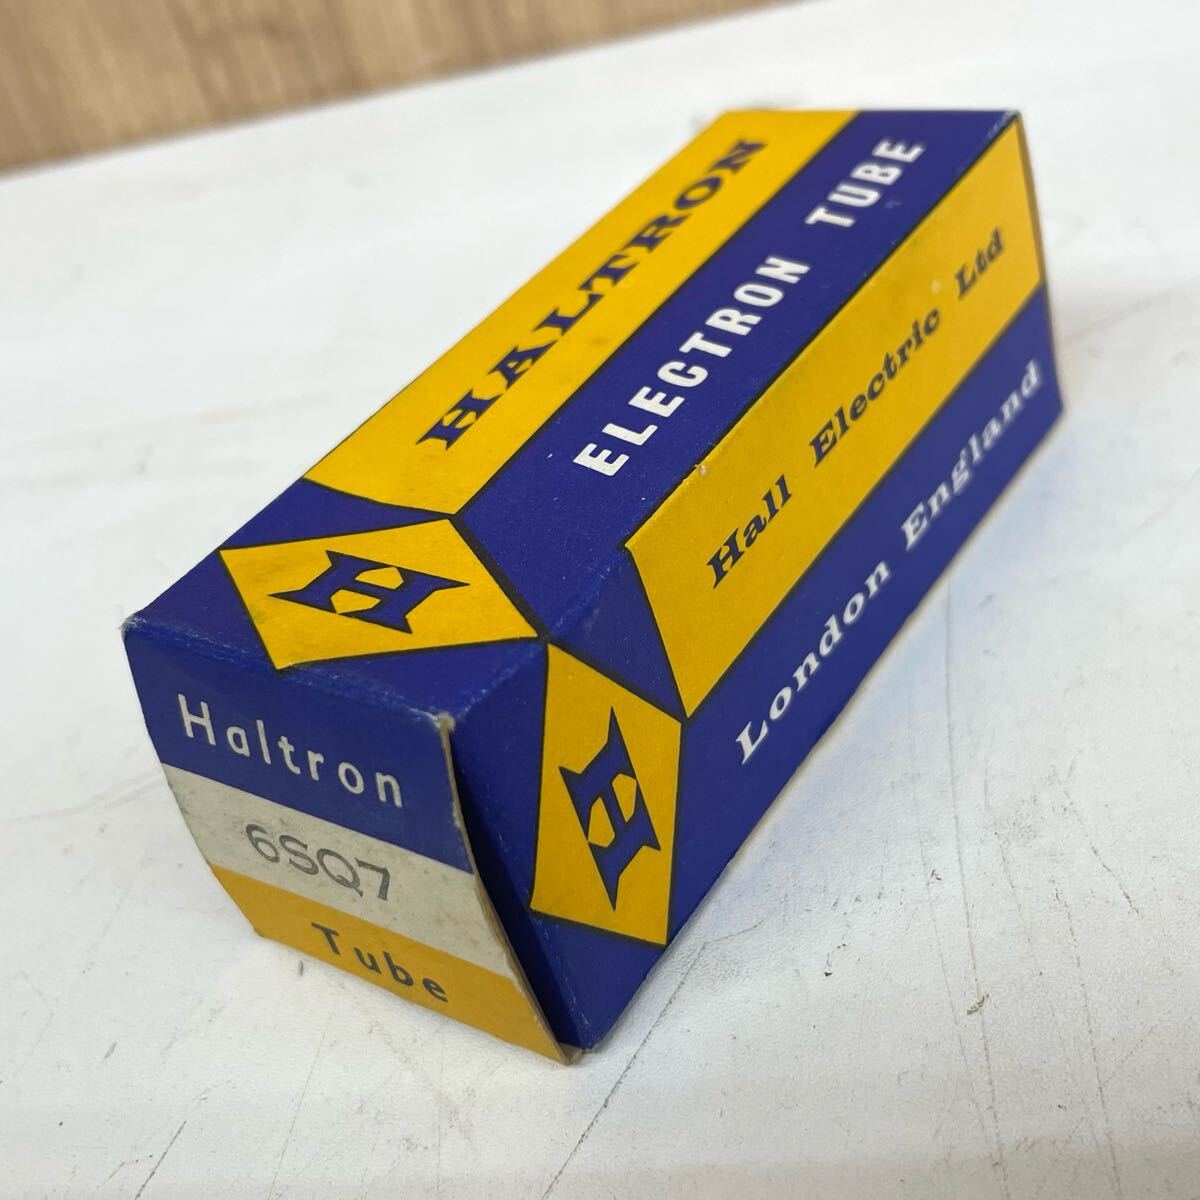 HALTRON
ELECTRON TUBE
Hall Electric Ltd
London England
H
H
Haltron
6SQ7
Tube